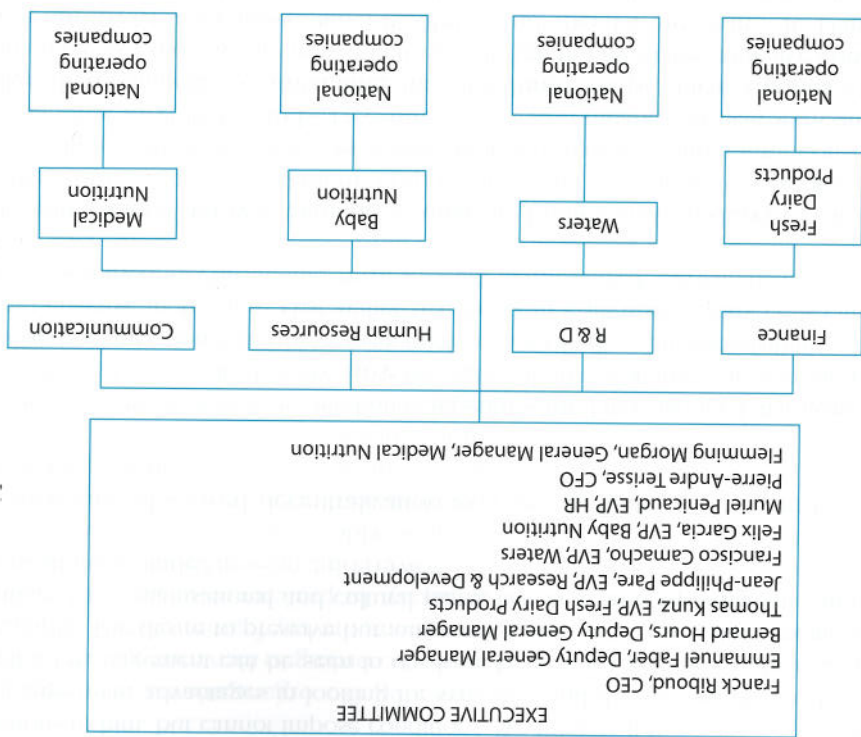 EXECUTIVE COMMITTEE
Franck Riboud, CEO
Emmanuel Faber, Deputy General Manager
Bernard Hours, Deputy General Manager
Thomas Kunz, EVP, Fresh Dairy Products
Jean-Philippe Pare, EVP, Research & Development
Francisco Camacho, EVP, Waters
Felix Garcia, EVP, Baby Nutrition
Muriel Penicaud, EVP, HR
Pierre-Andre Terisse, CFO
Flemming Morgan, General Manager, Medical Nutrition
Finance
R & D
Human Resources
Communication
Fresh
Dairy
Products
Waters
Baby
Nutrition
Medical
Nutrition
National
operating
companies
National
operating
companies
National
operating
companies
National
operating
companies